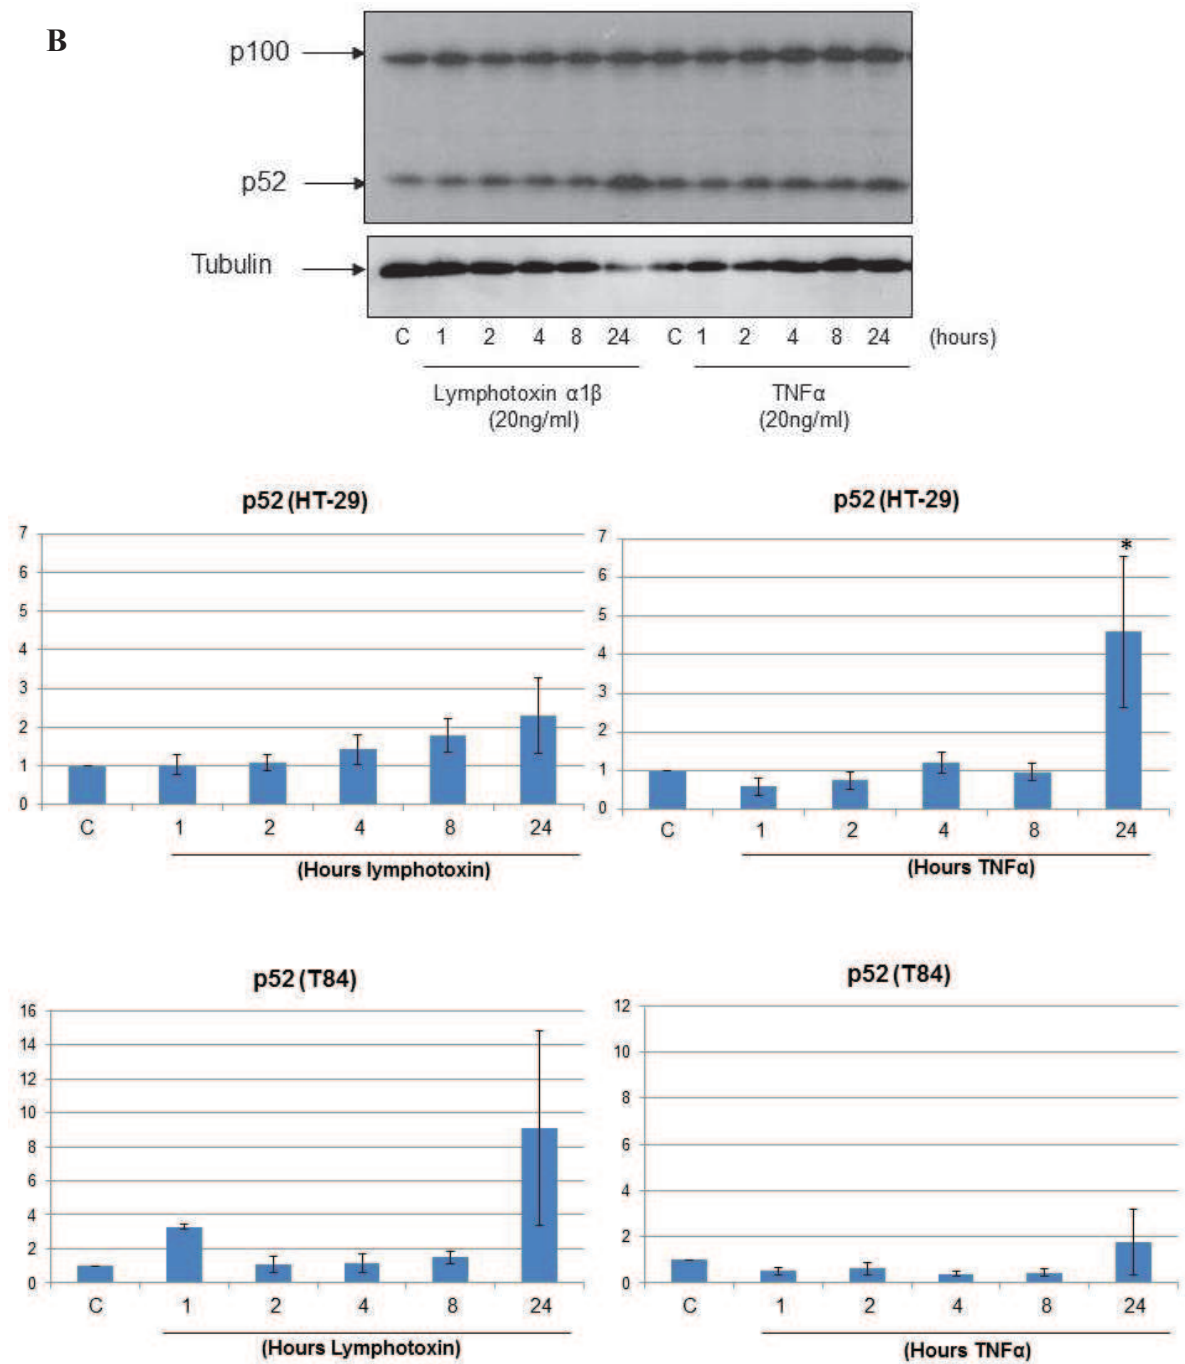 B
p100
p52
Tubulin
C 1 2 4 8 24 C 1 2 4 8 24 (hours)
Lymphotoxin α1β TNFα
(20ng/ml) (20ng/ml)
p52 (HT-29)
7
6
5
4
3
2
1
0
C 1 2 4 8 24
(Hours lymphotoxin)
p52 (HT-29)
7
6
5
4
3
2
1
0
*
C 1 2 4 8 24
(Hours TNFα)
p52 (T84)
16
14
12
10
8
6
4
2
0
C 1 2 4 8 24
(Hours Lymphotoxin)
p52 (T84)
12
10
8
6
4
2
0
C 1 2 4 8 24
(Hours TNFα)